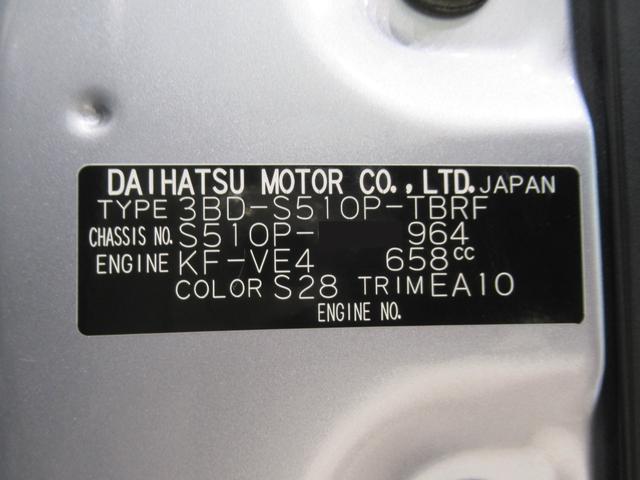 DAIHATSU MOTOR CO.,LTD. JAPAN
TYPE 3BD-S510P-TBRF
CHASSIS NO. S510P- 964
ENGINE KF-VE4 658cc
COLOR S28 TRIM EA10
ENGINE NO.